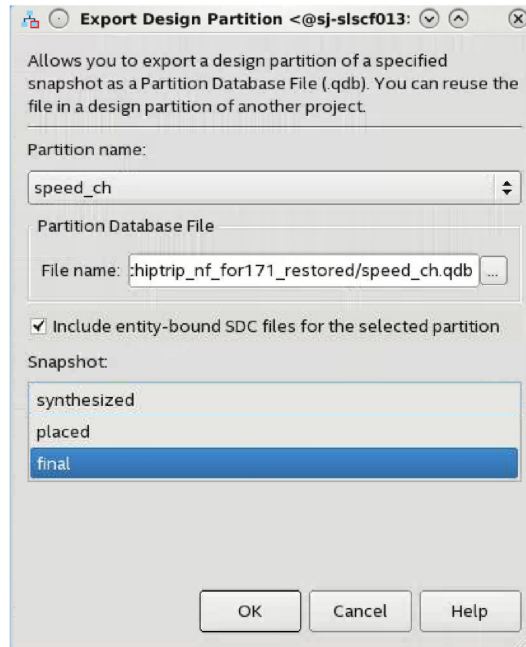 Export Design Partition <@sj-slscf013:
Allows you to export a design partition of a specified
snapshot as a Partition Database File (.qdb). You can reuse the
file in a design partition of another project.
Partition name:
speed_ch
Partition Database File
File name: :hiptrip_nf_for171_restored/speed_ch.qdb ...
Include entity-bound SDC files for the selected partition
Snapshot:
synthesized
placed
final
OK Cancel Help